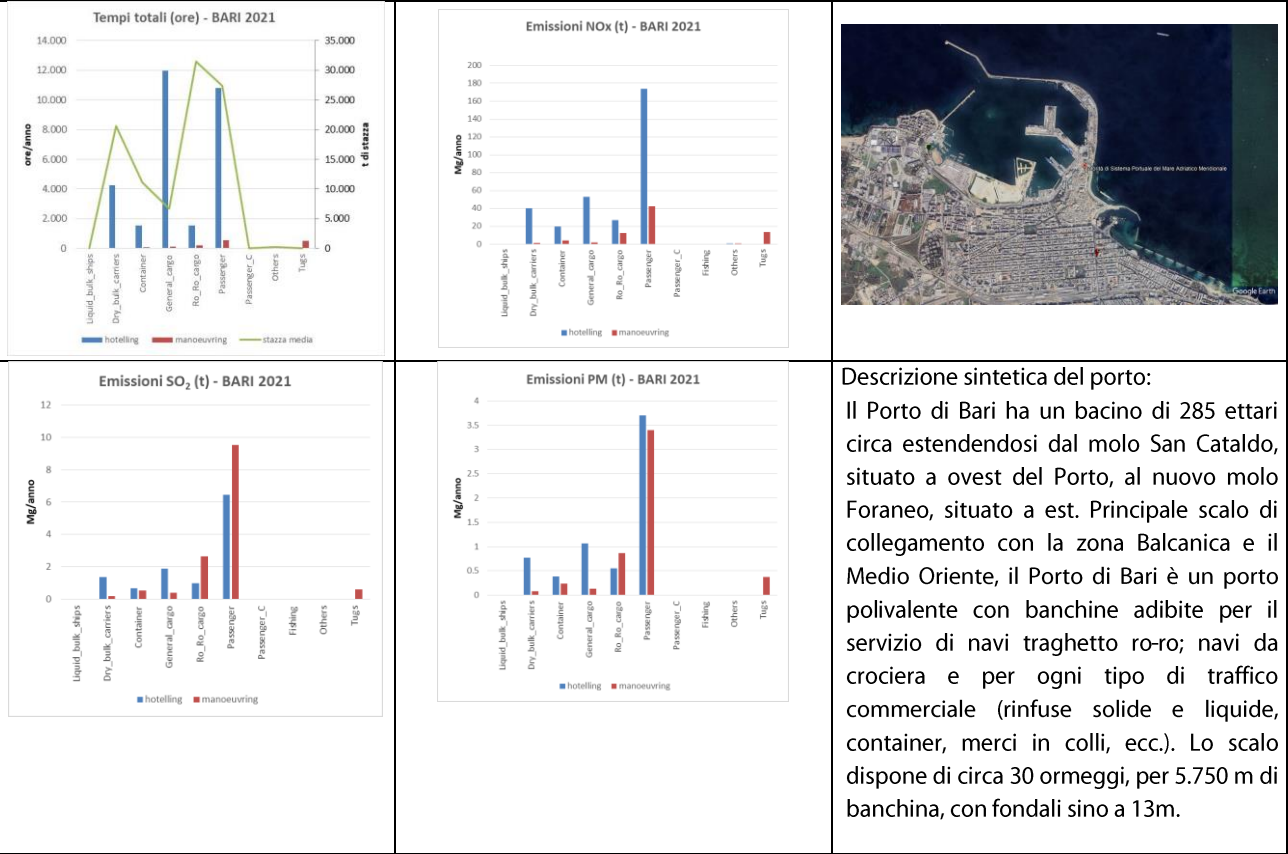 Tempi totali (ore) - BARI 2021
14.000
12.000
10.000
8.000
6.000
4.000
2.000
0
ore/anno
35.000
30.000
25.000
20.000
15.000
10.000
5.000
0
t di stazza
Liquid_bulk_ships
Dry_bulk_carriers
Container
General_cargo
Ro_Ro_cargo
Passenger
Passenger_C
Others
Tugs
hotelling manoeuvring stazza media
Emissioni NOx (t) - BARI 2021
200
180
160
140
120
100
80
60
40
20
0
Mg/anno
Liquid_bulk_ships
Dry_bulk_carriers
Container
General_cargo
Ro_Ro_cargo
Passenger
Passenger_C
Fishing
Others
Tugs
hotelling manoeuvring
di Sistema Portuale del Mare Adriatico Meridionale
Google Earth
Emissioni SO2 (t) - BARI 2021
12
10
8
6
4
2
0
Mg/anno
Liquid_bulk_ships
Dry_bulk_carriers
Container
General_cargo
Ro_Ro_cargo
Passenger
Passenger_C
Fishing
Others
Tugs
hotelling manoeuvring
Emissioni PM (t) - BARI 2021
4
3.5
3
2.5
2
1.5
1
0.5
0
Mg/anno
Liquid_bulk_ships
Dry_bulk_carriers
Container
General_cargo
Ro_Ro_cargo
Passenger
Passenger_C
Fishing
Others
Tugs
hotelling manoeuvring
Descrizione sintetica del porto:
Il Porto di Bari ha un bacino di 285 ettari
circa estendendosi dal molo San Cataldo,
situato a ovest del Porto, al nuovo molo
Foraneo, situato a est. Principale scalo di
collegamento con la zona Balcanica e il
Medio Oriente, il Porto di Bari è un porto
polivalente con banchine adibite per il
servizio di navi traghetto ro-ro; navi da
crociera e per ogni tipo di traffico
commerciale (rinfuse solide e liquide,
container, merci in colli, ecc.). Lo scalo
dispone di circa 30 ormeggi, per 5.750 m di
banchina, con fondali sino a 13m.